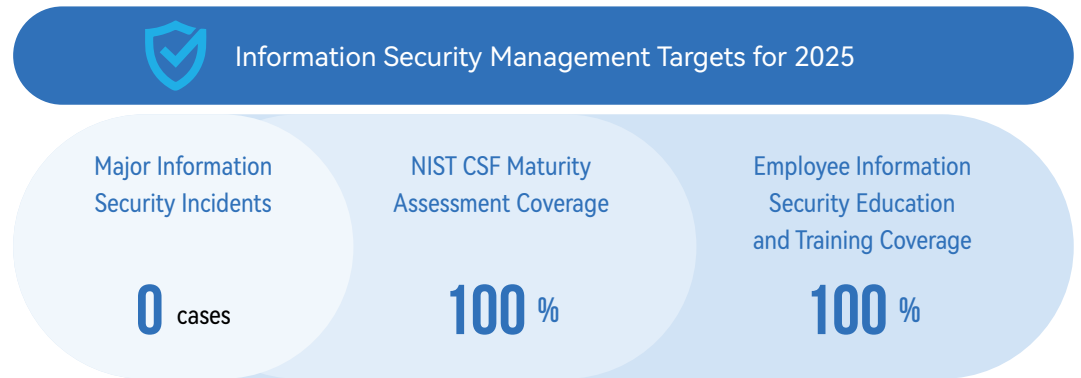 Information Security Management Targets for 2025
Major Information
Security Incidents
0 cases
NIST CSF Maturity
Assessment Coverage
100 %
Employee Information
Security Education
and Training Coverage
100 %